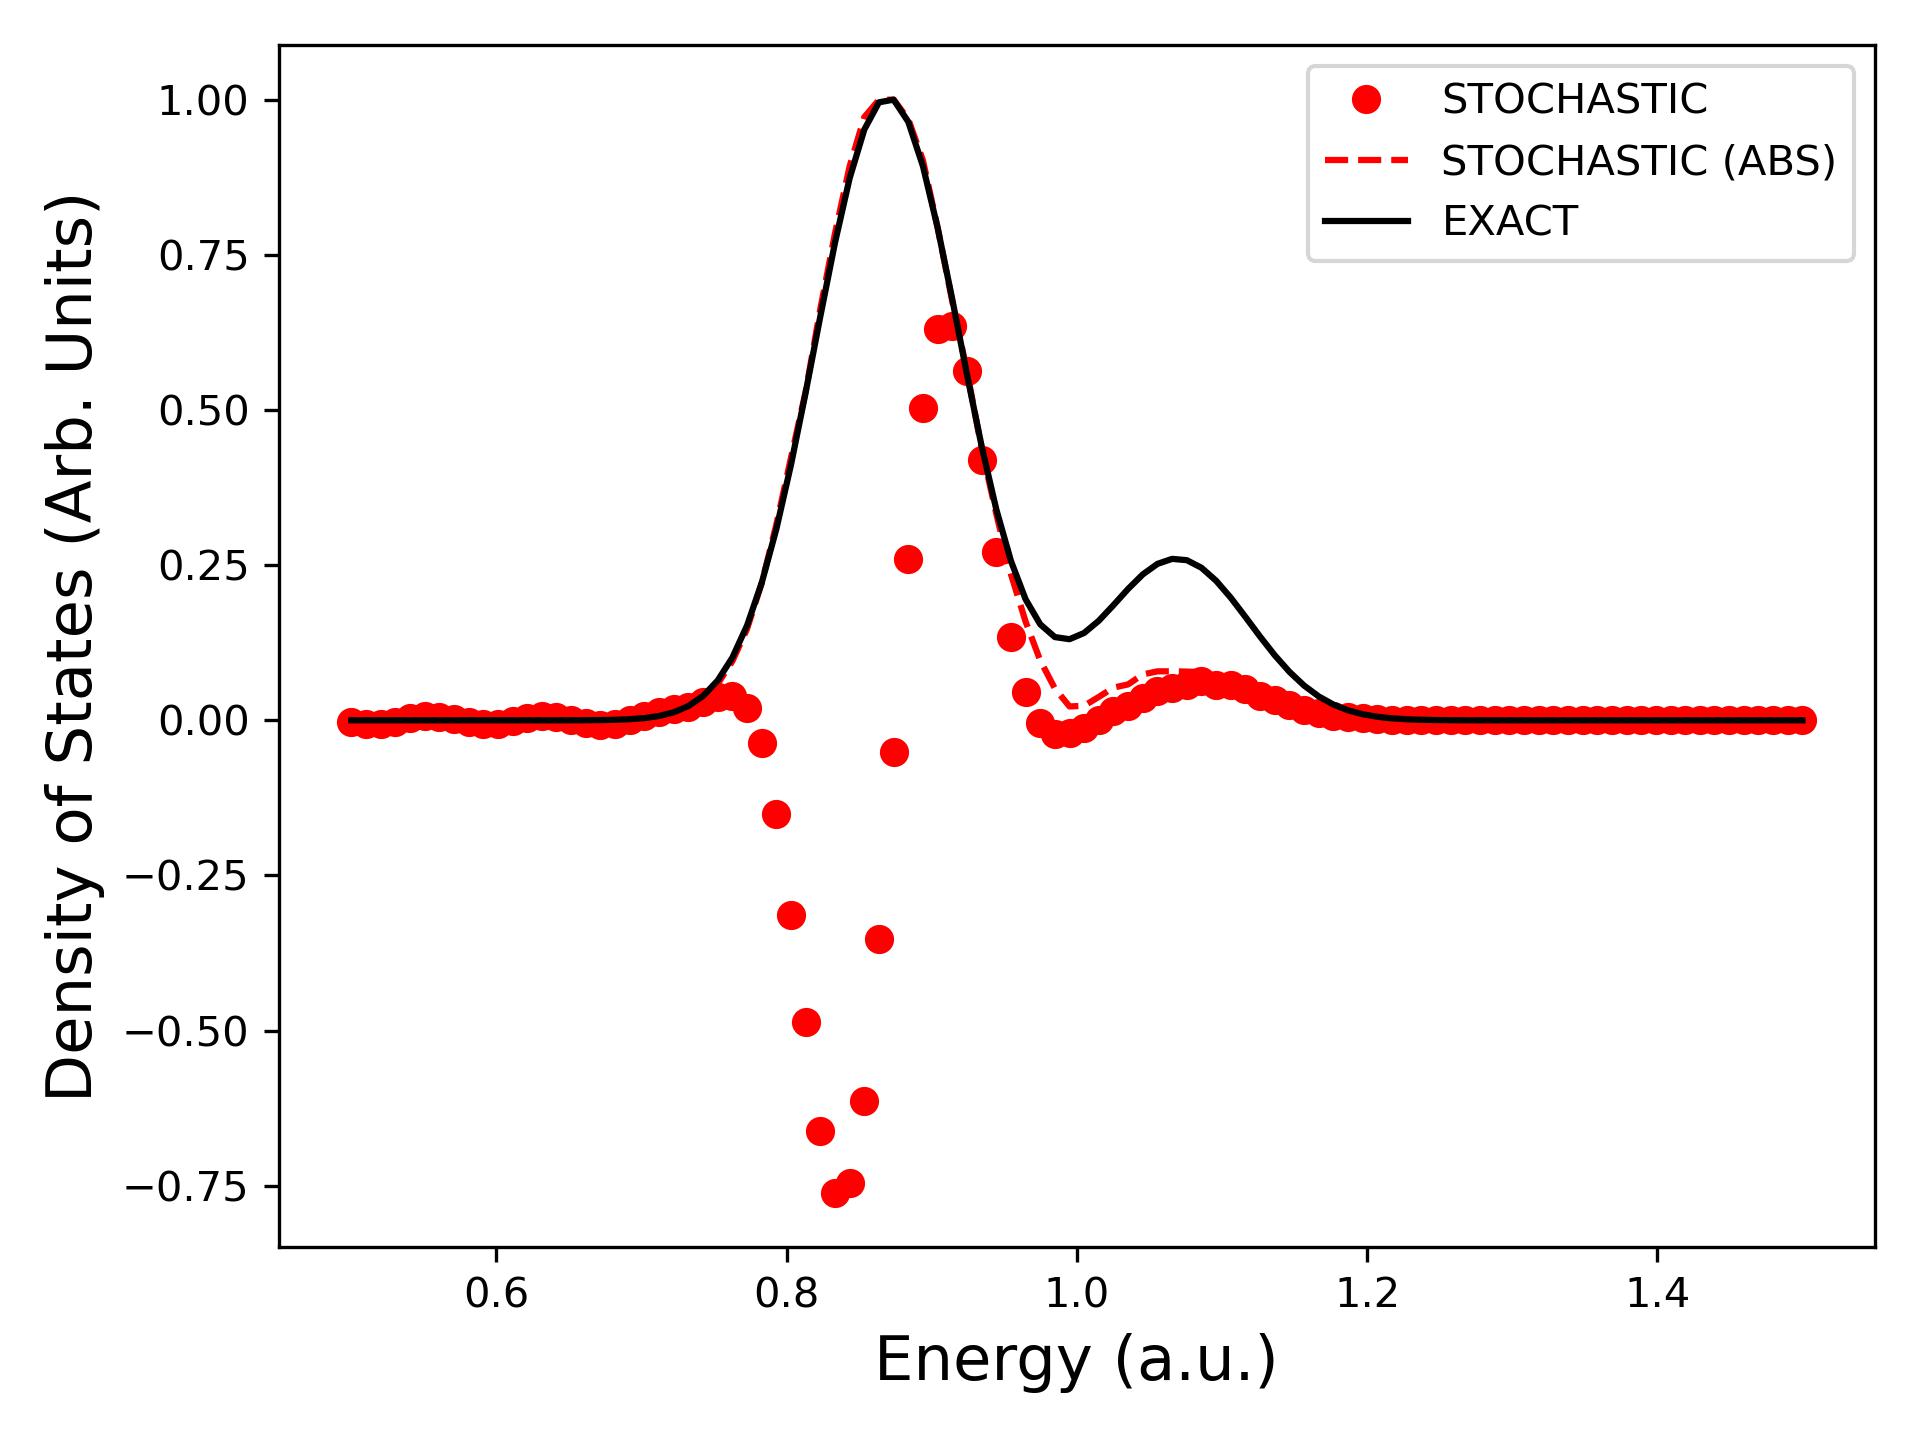 1.00
0.75
0.50
0.25
0.00
−0.25
−0.50
−0.75
Density of States (Arb. Units)
STOCHASTIC
STOCHASTIC (ABS)
EXACT
0.6 0.8 1.0 1.2 1.4
Energy (a.u.)